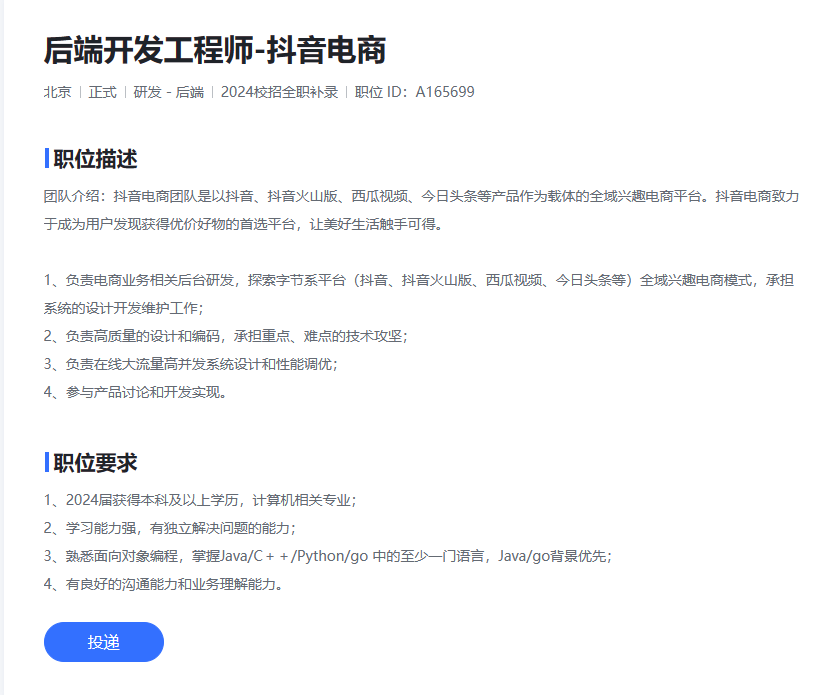 后端开发工程师-抖音电商
北京 | 正式 | 研发 - 后端 | 2024校招全职补录 | 职位 ID：A165699
职位描述
团队介绍：抖音电商团队是以抖音、抖音火山版、西瓜视频、今日头条等产品作为载体的全域兴趣电商平台。抖音电商致力
于成为用户发现获得优价好物的首选平台，让美好生活触手可得。
1、负责电商业务相关后台研发，探索字节系平台（抖音、抖音火山版、西瓜视频、今日头条等）全域兴趣电商模式，承担
系统的设计开发维护工作；
2、负责高质量的设计和编码，承担重点、难点的技术攻坚；
3、负责在线大流量高并发系统设计和性能调优；
4、参与产品讨论和开发实现。
职位要求
1、2024届获得本科及以上学历，计算机相关专业；
2、学习能力强，有独立解决问题的能力；
3、熟悉面向对象编程，掌握Java/C＋＋/Python/go 中的至少一门语言，Java/go背景优先；
4、有良好的沟通能力和业务理解能力。
投递